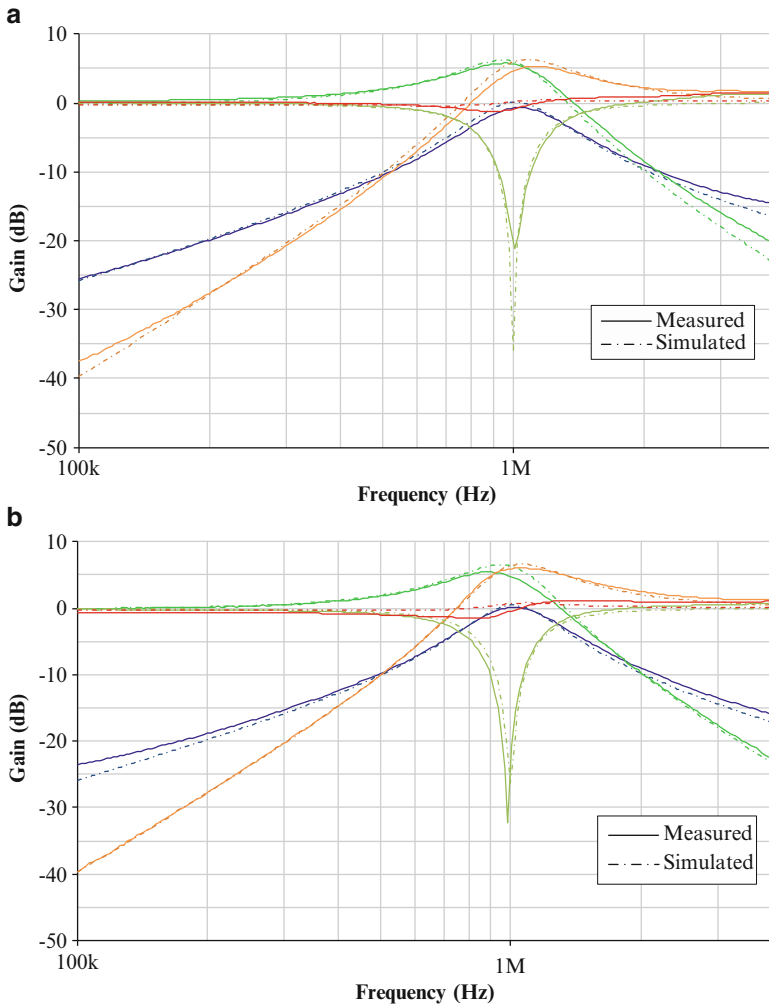 a
10
0
-10
-20
-30
-40
-50
Gain (dB)
Measured
Simulated
100k
1M
Frequency (Hz)
b
10
0
-10
-20
-30
-40
-50
Gain (dB)
Measured
Simulated
100k
1M
Frequency (Hz)